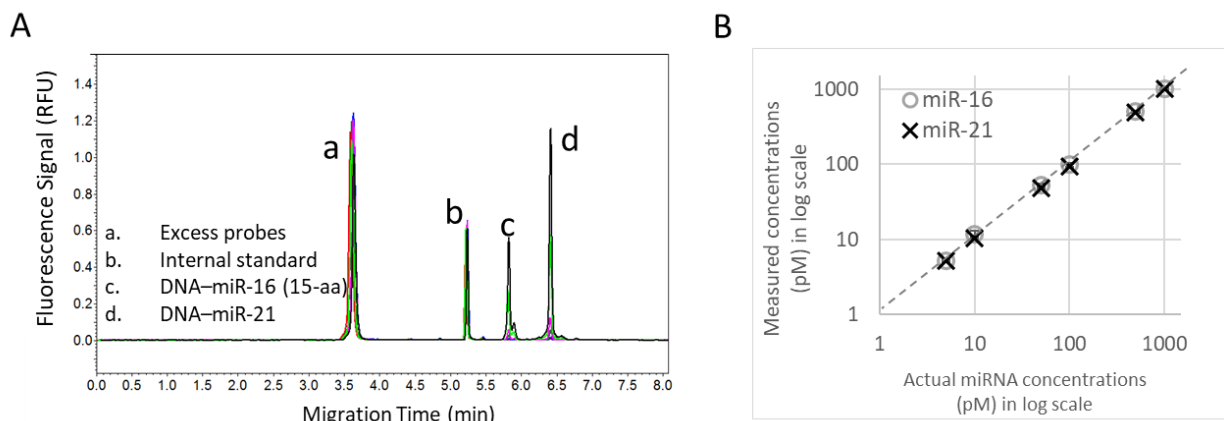 A
Fluorescence Signal (RFU)
1.4
1.2
1.0
0.8
0.6
0.4
0.2
0.0
a
b
c
d
a. Excess probes
b. Internal standard
c. DNA–miR-16 (15-aa)
d. DNA–miR-21
0.0 0.5 1.0 1.5 2.0 2.5 3.0 3.5 4.0 4.5 5.0 5.5 6.0 6.5 7.0 7.5 8.0
Migration Time (min)
B
Measured concentrations
(pM) in log scale
1000
100
10
1
miR-16
miR-21
1 10 100 1000
Actual miRNA concentrations
(pM) in log scale